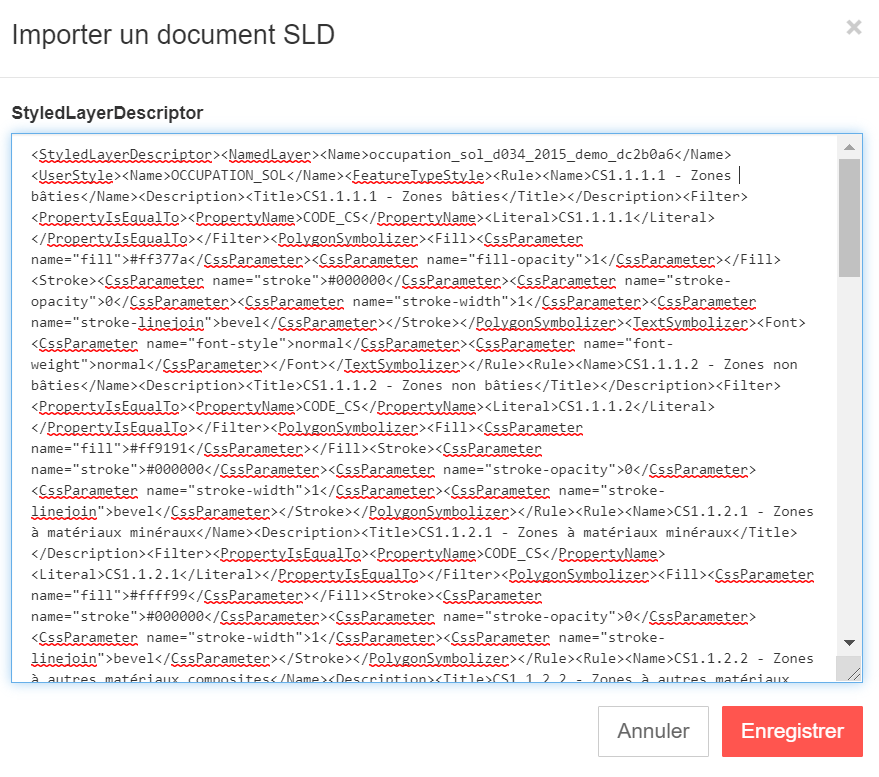 Importer un document SLD
×
StyledLayerDescriptor
<StyledLayerDescriptor><NamedLayer><Name>occupation_sol_d034_2015_demo_dc2b0a6</Name>
<UserStyle><Name>OCCUPATION_SOL</Name><FeatureTypeStyle><Rule><Name>CS1.1.1.1 - Zones
bâties</Name><Description><Title>CS1.1.1.1 - Zones bâties</Title></Description><Filter>
<PropertyIsEqualTo><PropertyName>CODE_CS</PropertyName><Literal>CS1.1.1.1</Literal>
</PropertyIsEqualTo></Filter><PolygonSymbolizer><Fill><CssParameter
name="fill">#ff377a</CssParameter><CssParameter name="fill-opacity">1</CssParameter></Fill>
<Stroke><CssParameter name="stroke">#000000</CssParameter><CssParameter name="stroke-
opacity">0</CssParameter><CssParameter name="stroke-width">1</CssParameter><CssParameter
name="stroke-linejoin">bevel</CssParameter></Stroke></PolygonSymbolizer><TextSymbolizer><Font>
<CssParameter name="font-style">normal</CssParameter><CssParameter name="font-
weight">normal</CssParameter></Font></TextSymbolizer></Rule><Rule><Name>CS1.1.1.2 - Zones non
bâties</Name><Description><Title>CS1.1.1.2 - Zones non bâties</Title></Description><Filter>
<PropertyIsEqualTo><PropertyName>CODE_CS</PropertyName><Literal>CS1.1.1.2</Literal>
</PropertyIsEqualTo></Filter><PolygonSymbolizer><Fill><CssParameter
name="fill">#ff9191</CssParameter></Fill><Stroke><CssParameter
name="stroke">#000000</CssParameter><CssParameter name="stroke-opacity">0</CssParameter>
<CssParameter name="stroke-width">1</CssParameter><CssParameter name="stroke-
linejoin">bevel</CssParameter></Stroke></PolygonSymbolizer></Rule><Rule><Name>CS1.1.2.1 - Zones
à matériaux minéraux</Name><Description><Title>CS1.1.2.1 - Zones à matériaux minéraux</Title>
</Description><Filter><PropertyIsEqualTo><PropertyName>CODE_CS</PropertyName>
<Literal>CS1.1.2.1</Literal></PropertyIsEqualTo></Filter><PolygonSymbolizer><Fill><CssParameter
name="fill">#ffff99</CssParameter></Fill><Stroke><CssParameter
name="stroke">#000000</CssParameter><CssParameter name="stroke-opacity">0</CssParameter>
<CssParameter name="stroke-width">1</CssParameter><CssParameter name="stroke-
linejoin">bevel</CssParameter></Stroke></PolygonSymbolizer></Rule><Rule><Name>CS1.1.2.2 - Zones
à autres matériaux composites</Name><Description><Title>CS1.1.2.2 - Zones à autres matériaux
Annuler
Enregistrer